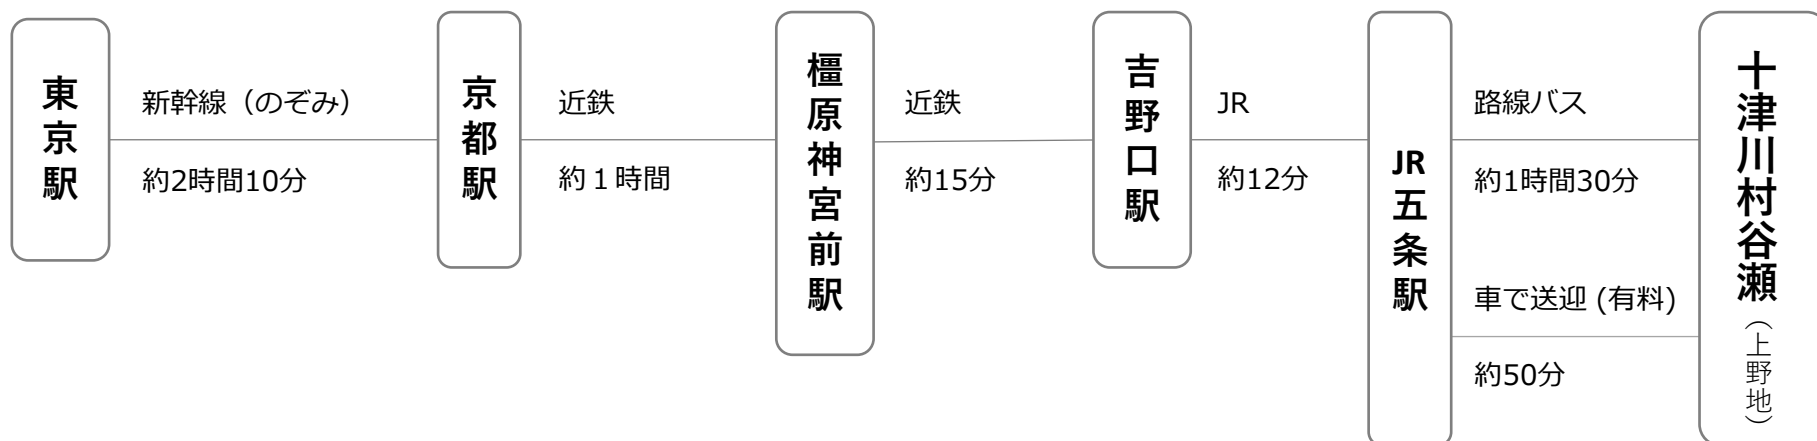 東京駅
新幹線（のぞみ）
約2時間10分
京都駅
近鉄
約１時間
橿原神宮前駅
近鉄
約15分
吉野口駅
JR
約12分
JR五条駅
路線バス
約1時間30分
車で送迎 (有料)
約50分
十津川村谷瀬（上野地）